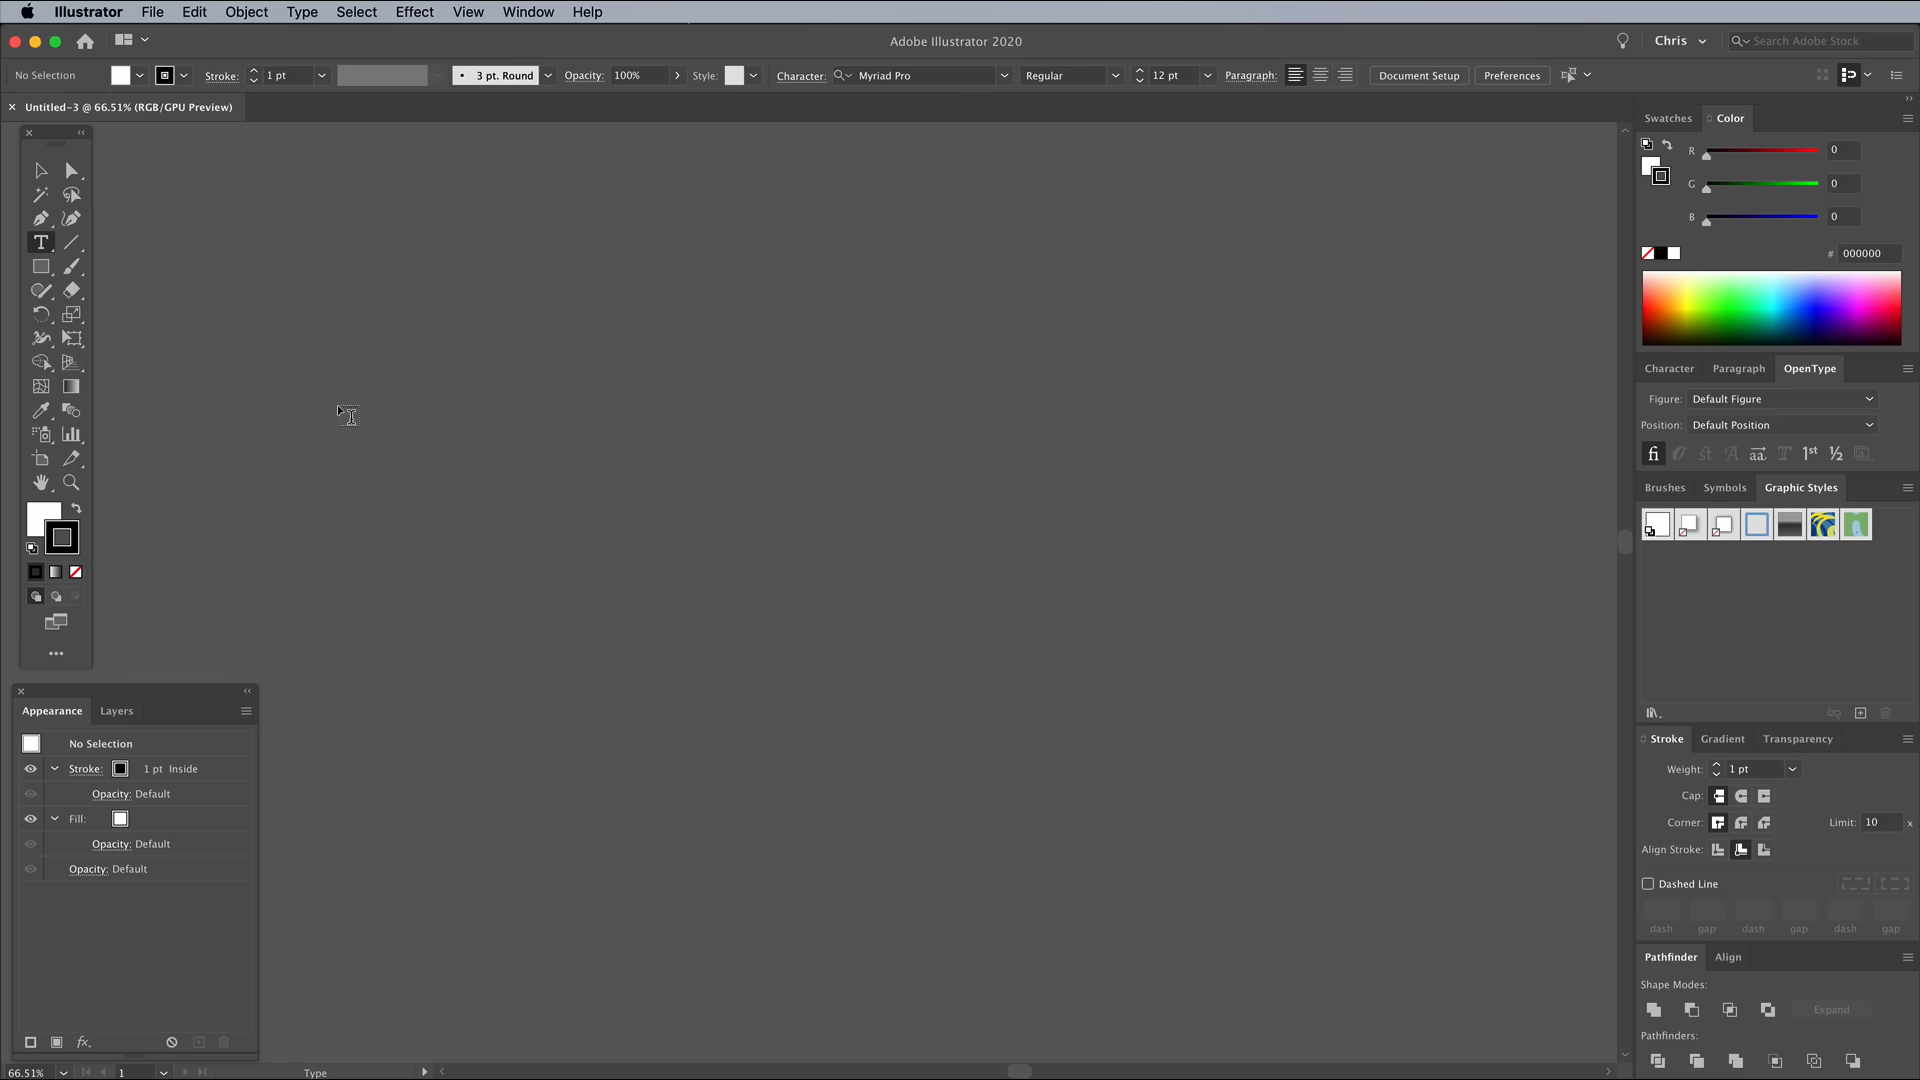 Illustrator File Edit Object Type Select Effect View Window Help
Adobe Illustrator 2020
Chris
Search Adobe Stock
No Selection
Stroke: 1 pt
3 pt. Round
Opacity: 100%
Style:
Character: Myriad Pro
Regular
12 pt
Paragraph:
Document Setup
Preferences
Untitled-3 @ 66.51% (RGB/GPU Preview)
Swatches Color
R 0
G 0
B 0
# 000000
Character Paragraph OpenType
Figure: Default Figure
Position: Default Position
Brushes Symbols Graphic Styles
Stroke Gradient Transparency
Weight: 1 pt
Cap:
Corner: Limit: 10 x
Align Stroke:
Dashed Line
dash gap dash gap dash gap
Pathfinder Align
Shape Modes:
Expand
Pathfinders:
Appearance Layers
No Selection
Stroke: 1 pt Inside
Opacity: Default
Fill:
Opacity: Default
Opacity: Default
fx.
66.51% 1 Type